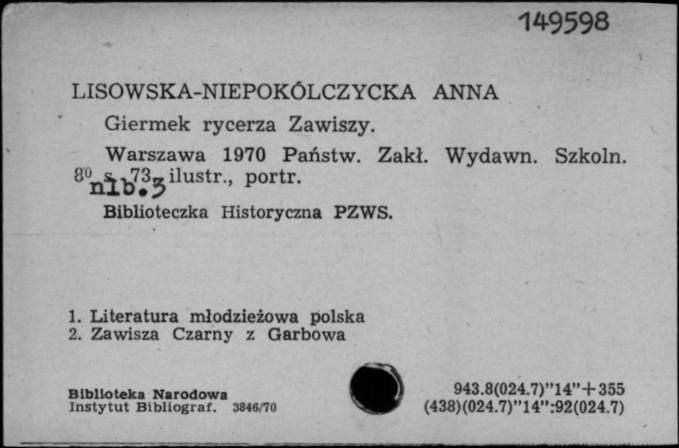 149598
LISOWSKA-NIEPOKÓLCZYCKA ANNA
Giermek rycerza Zawiszy.
Warszawa 1970 Państw. Zakł. Wydawn. Szkoln.
8⁰ s. 73, nlb. 3 ilustr., portr.
Biblioteczka Historyczna PZWS.
1. Literatura młodzieżowa polska
2. Zawisza Czarny z Garbowa
Biblioteka Narodowa
Instytut Bibliograf. 3846/70
943.8(024.7)”14”+355
(438)(024.7)”14”:92(024.7)